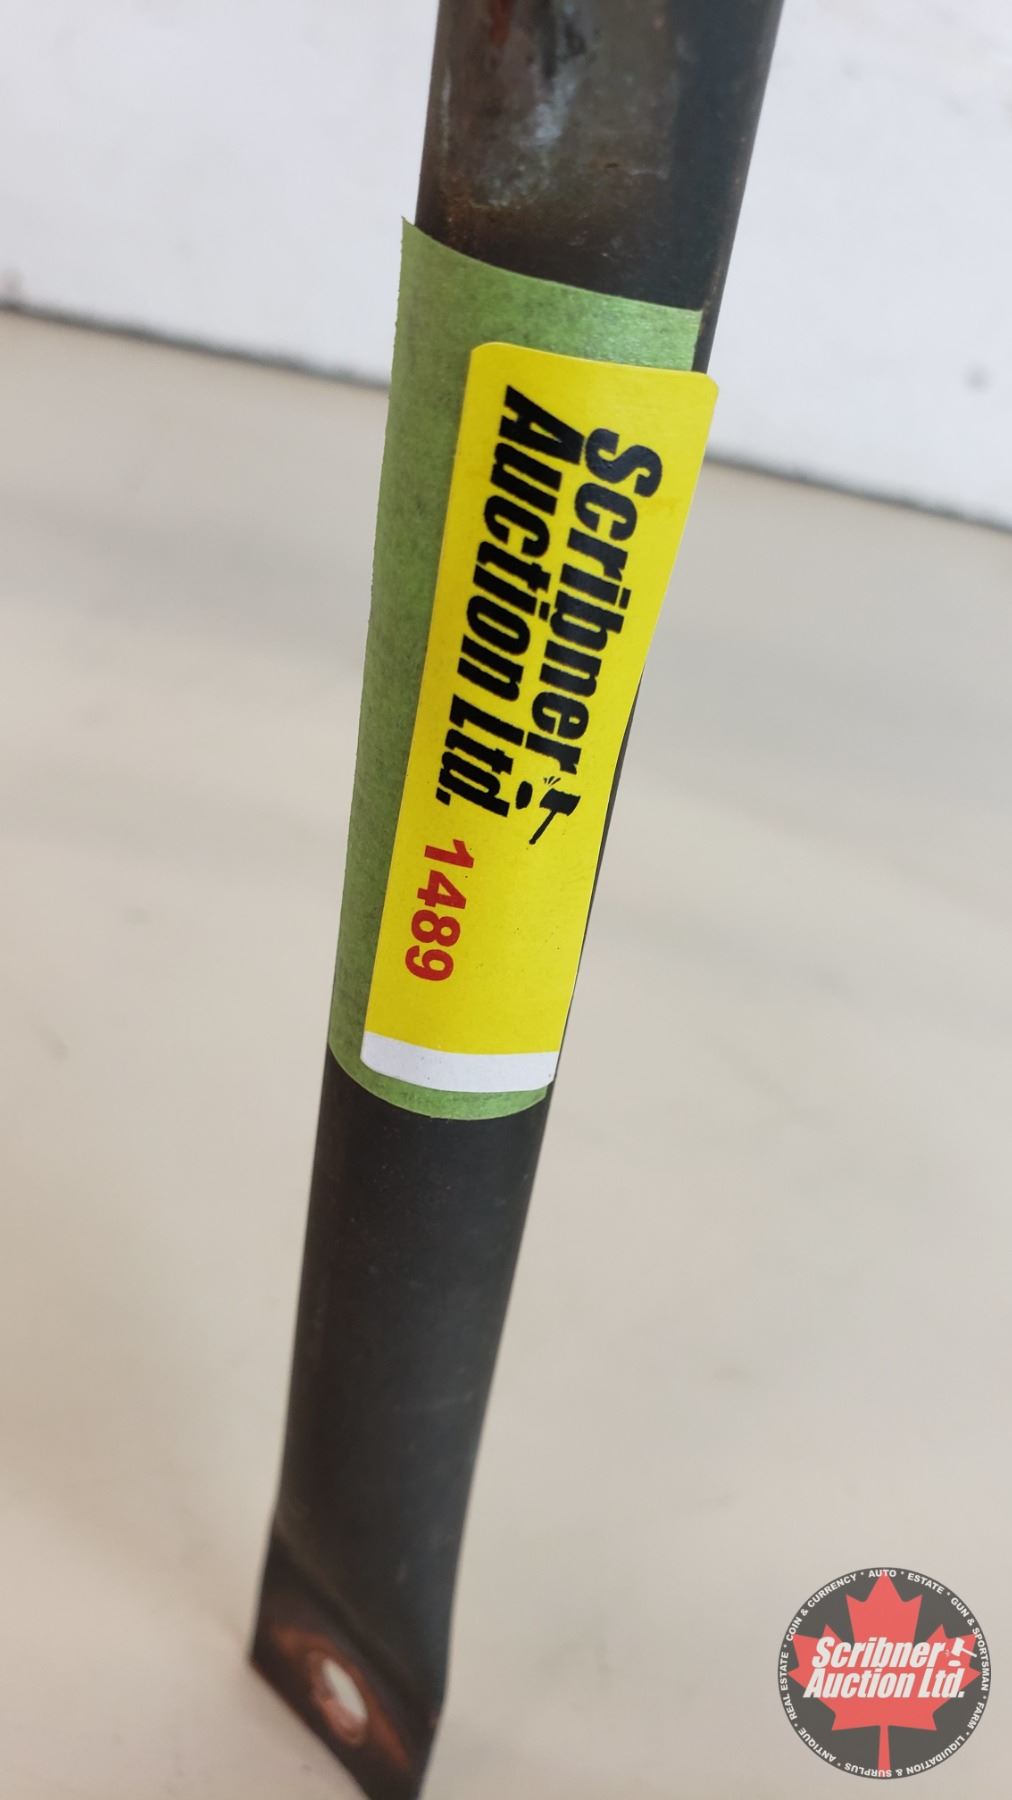 Scribner
Auction Ltd.
1489
COIN & CURRENCY * AUTO * ESTATE * GUN & SPORTSMAN * FARM * LIQUIDATION & SURPLUS * ANTIQUE * REAL ESTATE *
Scribner
Auction Ltd.